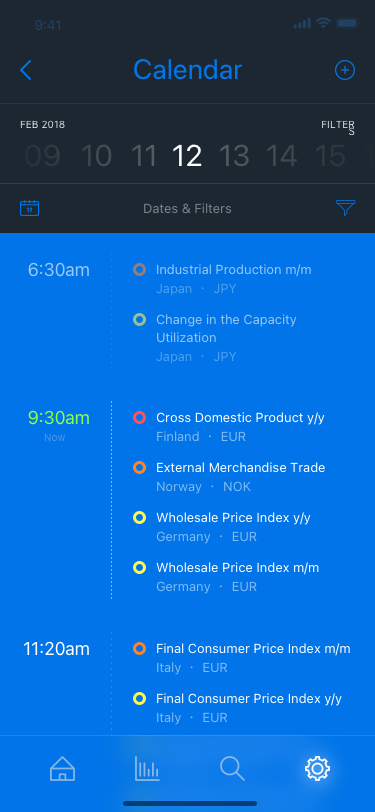 9:41
Calendar
FEB 2018
FILTER
S
09 10 11 12 13 14 15
17
Dates & Filters
6:30am
Industrial Production m/m
Japan · JPY
Change in the Capacity
Utilization
Japan · JPY
9:30am
Now
Cross Domestic Product y/y
Finland · EUR
External Merchandise Trade
Norway · NOK
Wholesale Price Index y/y
Germany · EUR
Wholesale Price Index m/m
Germany · EUR
11:20am
Final Consumer Price Index m/m
Italy · EUR
Final Consumer Price Index y/y
Italy · EUR